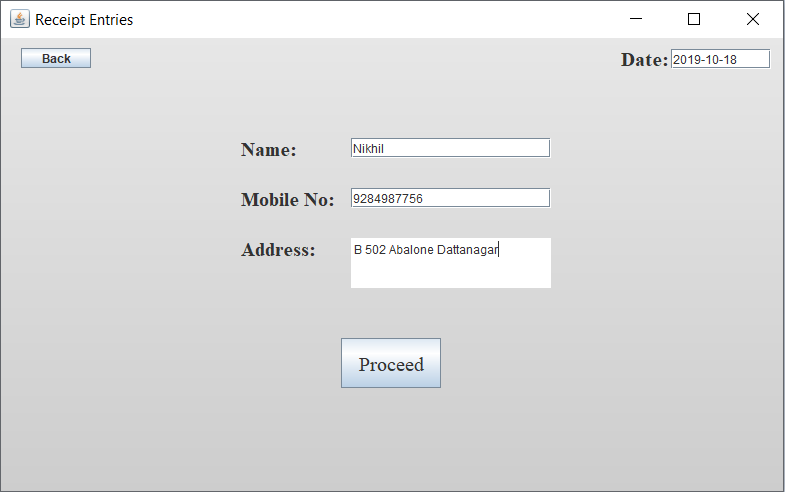 Receipt Entries
Back
Date: 2019-10-18
Name: Nikhil
Mobile No: 9284987756
Address: B 502 Abalone Dattanagar
Proceed